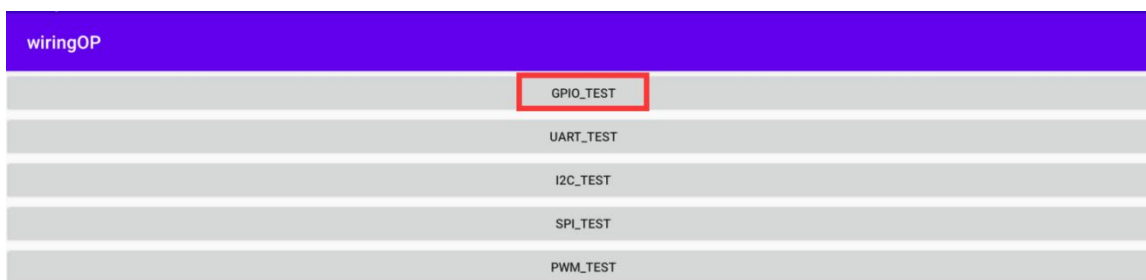 wiringOP
GPIO_TEST
UART_TEST
I2C_TEST
SPI_TEST
PWM_TEST